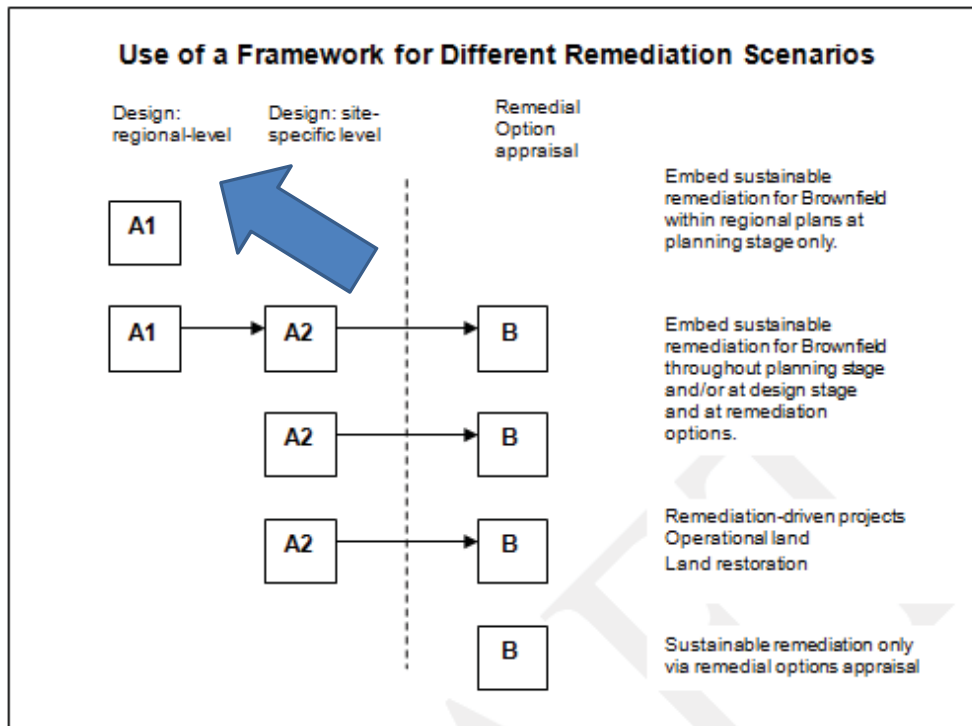 Use of a Framework for Different Remediation Scenarios
Design:
regional-level
Design: site-
specific level
Remedial
Option
appraisal
Embed sustainable
remediation for Brownfield
within regional plans at
planning stage only.
A1
A1
A2
B
Embed sustainable
remediation for Brownfield
throughout planning stage
and/or at design stage
and at remediation
options.
A2
B
A2
B
Remediation-driven projects
Operational land
Land restoration
B
Sustainable remediation only
via remedial options appraisal